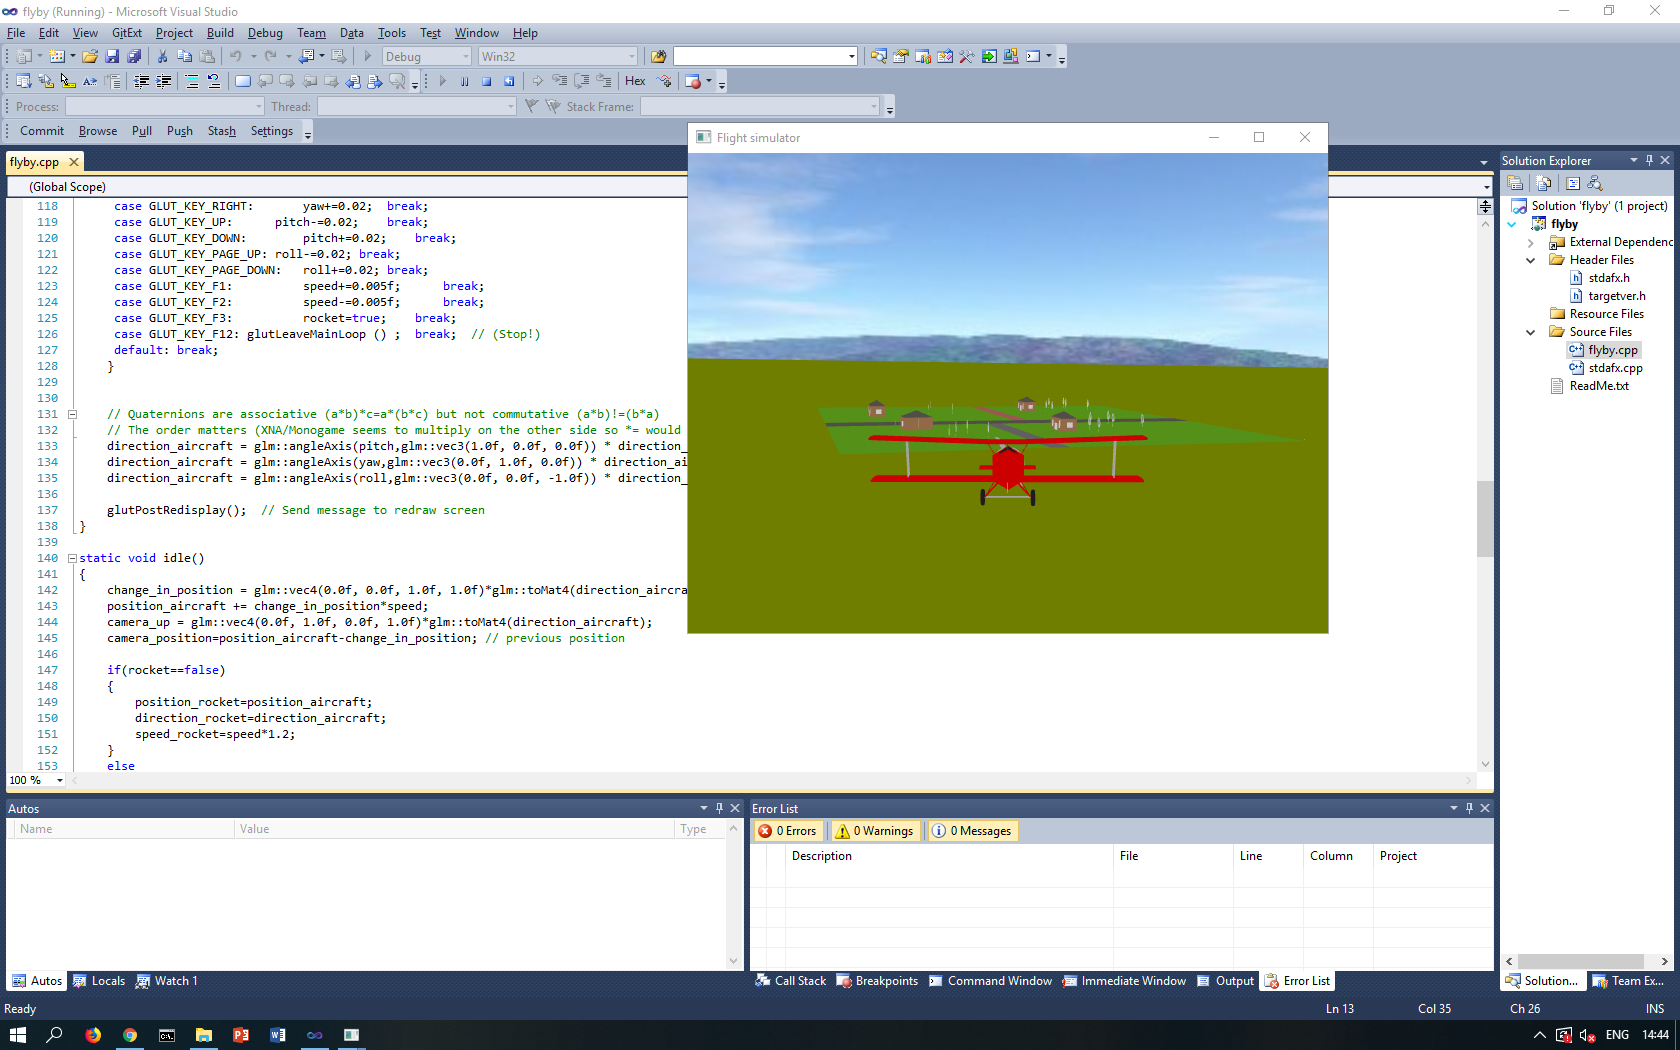 flyby (Running) - Microsoft Visual Studio
File Edit View GitExt Project Build Debug Team Data Tools Test Window Help
Debug Win32
Hex
Process: Thread: Stack Frame:
Commit Browse Pull Push Stash Settings
flyby.cpp
(Global Scope)
118 case GLUT_KEY_RIGHT: yaw+=0.02; break;
119 case GLUT_KEY_UP: pitch-=0.02; break;
120 case GLUT_KEY_DOWN: pitch+=0.02; break;
121 case GLUT_KEY_PAGE_UP: roll-=0.02; break;
122 case GLUT_KEY_PAGE_DOWN: roll+=0.02; break;
123 case GLUT_KEY_F1: speed+=0.005f; break;
124 case GLUT_KEY_F2: speed-=0.005f; break;
125 case GLUT_KEY_F3: rocket=true; break;
126 case GLUT_KEY_F12: glutLeaveMainLoop () ; break; // (Stop!)
127 default: break;
128 }
129
130
131 // Quaternions are associative (a*b)*c=a*(b*c) but not commutative (a*b)!=(b*a)
132 // The order matters (XNA/Monogame seems to multiply on the other side so *= would
133 direction_aircraft = glm::angleAxis(pitch,glm::vec3(1.0f, 0.0f, 0.0f)) * direction_
134 direction_aircraft = glm::angleAxis(yaw,glm::vec3(0.0f, 1.0f, 0.0f)) * direction_ai
135 direction_aircraft = glm::angleAxis(roll,glm::vec3(0.0f, 0.0f, -1.0f)) * direction_
136
137 glutPostRedisplay(); // Send message to redraw screen
138 }
139
140 static void idle()
141 {
142 change_in_position = glm::vec4(0.0f, 0.0f, 1.0f, 1.0f)*glm::toMat4(direction_aircra
143 position_aircraft += change_in_position*speed;
144 camera_up = glm::vec4(0.0f, 1.0f, 0.0f, 1.0f)*glm::toMat4(direction_aircraft);
145 camera_position=position_aircraft-change_in_position; // previous position
146
147 if(rocket==false)
148 {
149 position_rocket=position_aircraft;
150 direction_rocket=direction_aircraft;
151 speed_rocket=speed*1.2;
152 }
153 else
100 %
Flight simulator
Solution Explorer
Solution 'flyby' (1 project)
flyby
External Dependenc
Header Files
stdafx.h
targetver.h
Resource Files
Source Files
flyby.cpp
stdafx.cpp
ReadMe.txt
Autos
Name Value Type
Error List
0 Errors 0 Warnings 0 Messages
Description File Line Column Project
Autos Locals Watch 1
Call Stack Breakpoints Command Window Immediate Window Output Error List
Solution... Team Ex...
Ready Ln 13 Col 35 Ch 26 INS
ENG 14:44